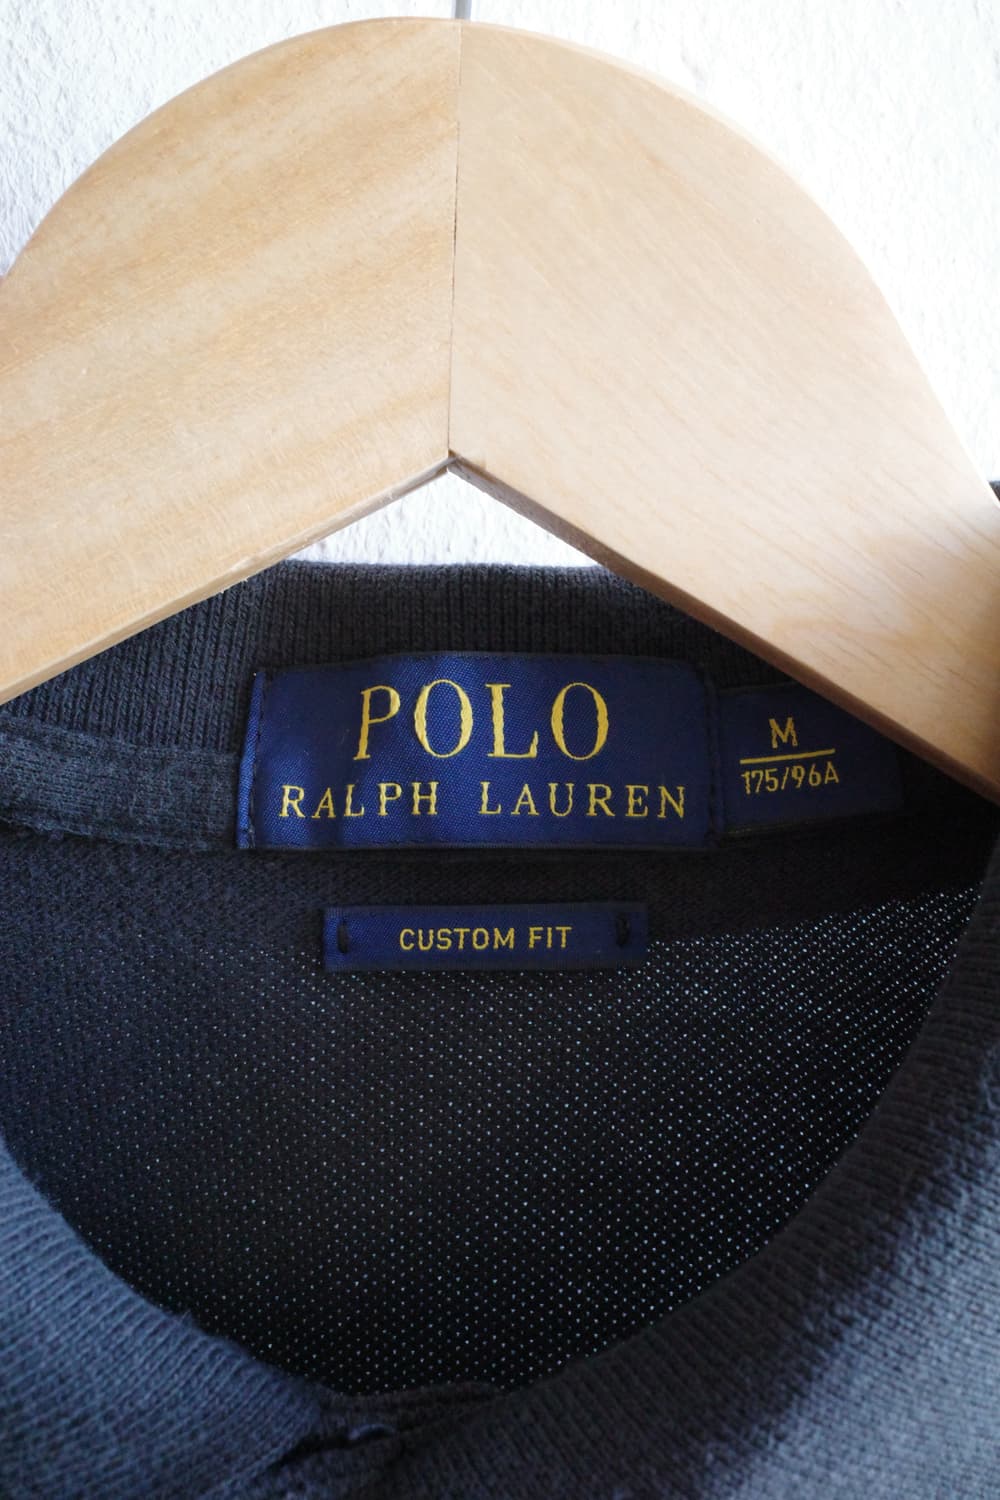 POLO
RALPH LAUREN
M
175/96A
CUSTOM FIT